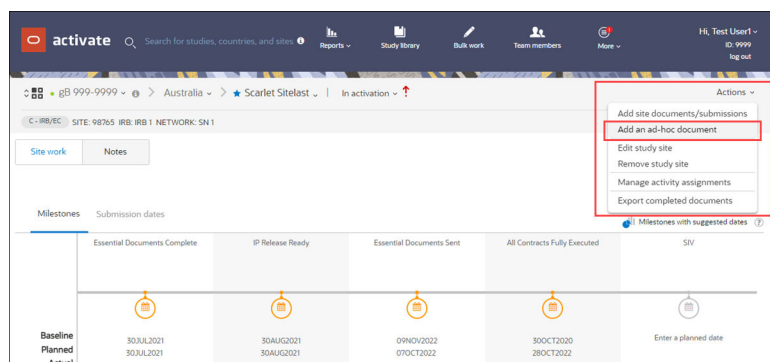 activate
Search for studies, countries, and sites
Reports
Study library
Bulk work
Team members
More
Hi, Test User1
ID: 9999
log out
gB 999-9999 > Australia > Scarlet Sitelast | In activation
Actions
C - IRB/EC SITE: 98765 IRB: IRB 1 NETWORK: SN 1
Add site documents/submissions
Add an ad-hoc document
Edit study site
Remove study site
Manage activity assignments
Export completed documents
Site work Notes
Milestones Submission dates
Milestones with suggested dates ?
Essential Documents Complete IP Release Ready Essential Documents Sent All Contracts Fully Executed SIV
Baseline 30JUL2021 30AUG2021 09NOV2022 30OCT2020 Enter a planned date
Planned 30JUL2021 30AUG2021 07OCT2022 28OCT2022
Actual